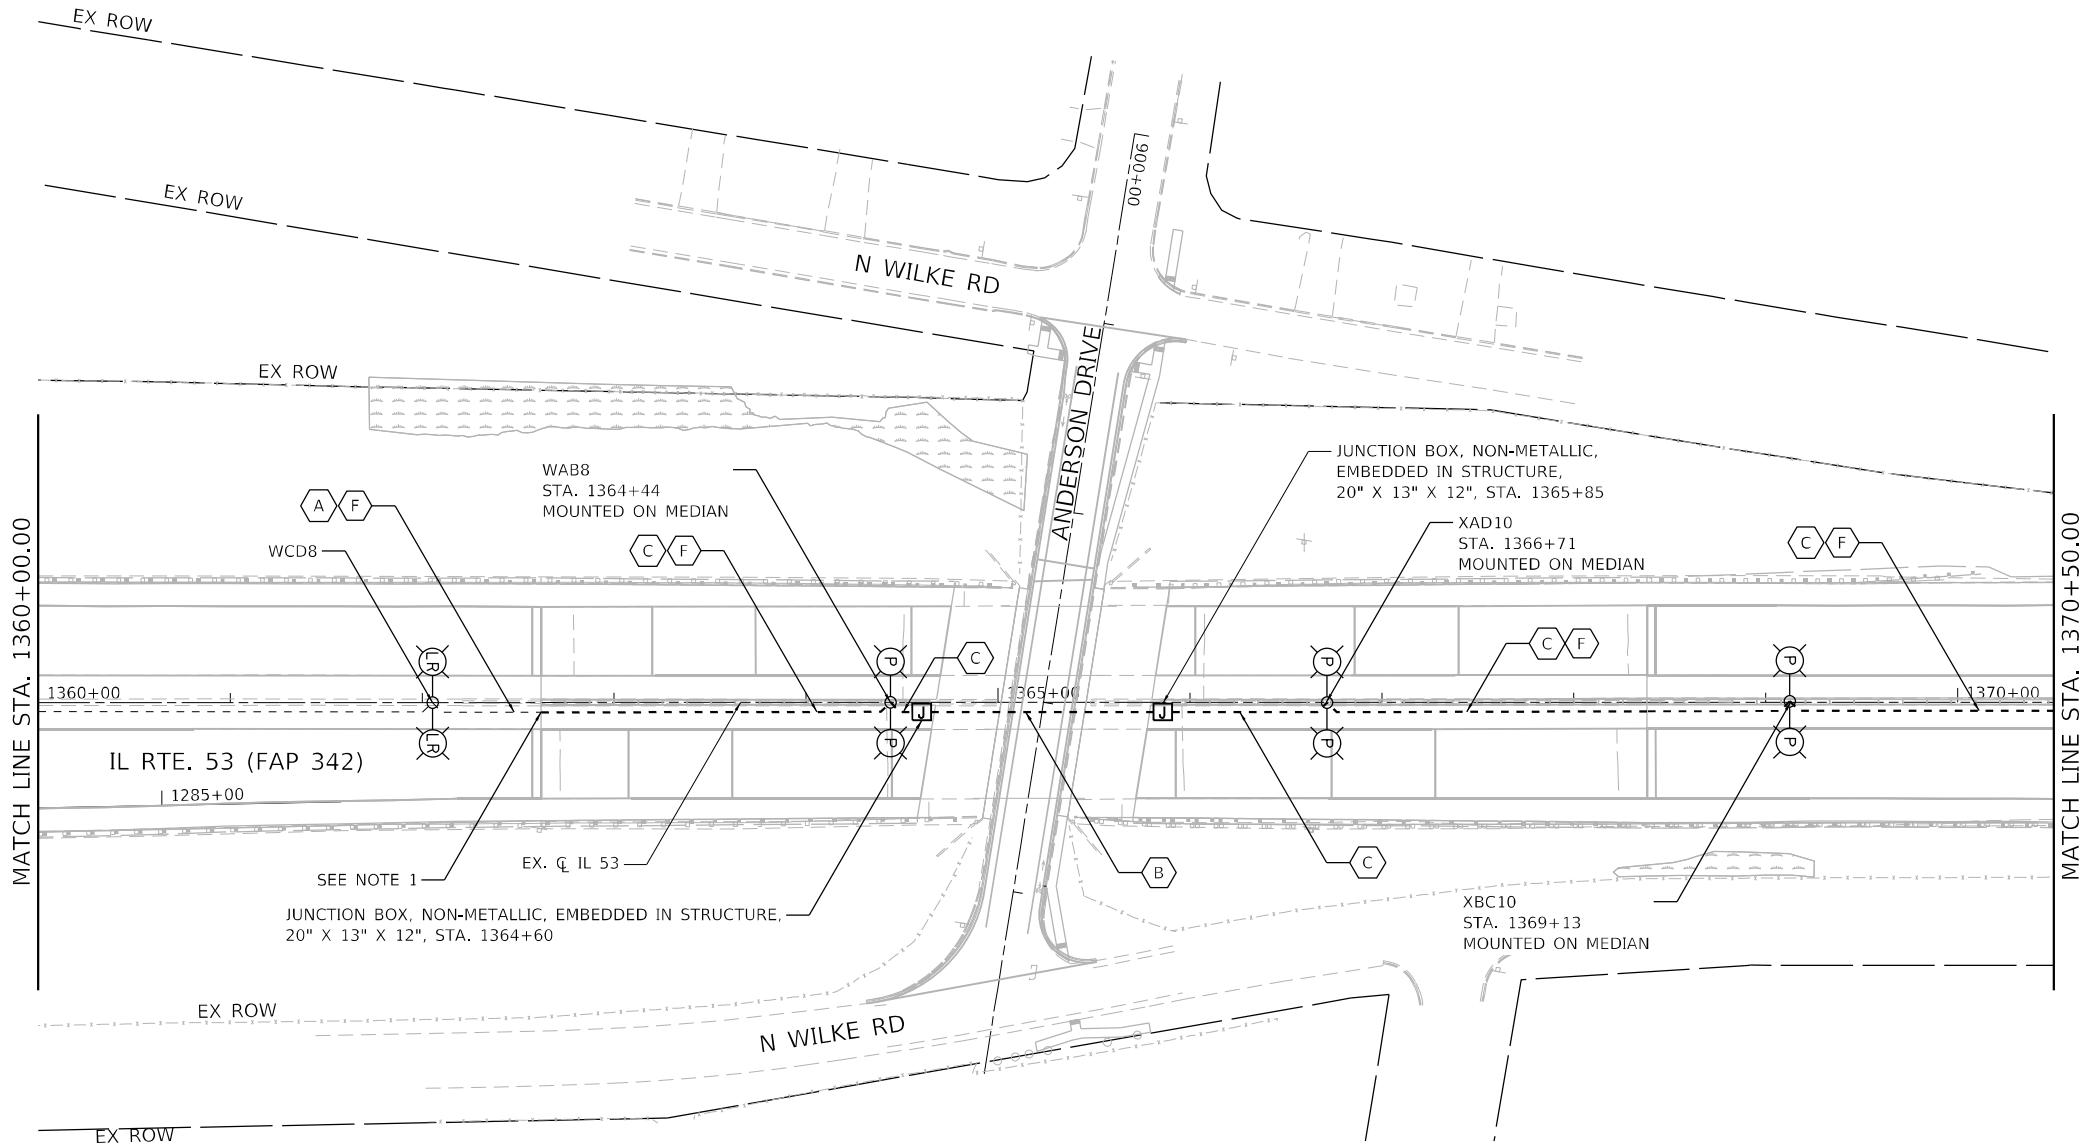 EX ROW
EX ROW
900+00
N WILKE RD
EX ROW
ANDERSON DRIVE
JUNCTION BOX, NON-METALLIC,
EMBEDDED IN STRUCTURE,
20" X 13" X 12", STA. 1365+85
WAB8
STA. 1364+44
MOUNTED ON MEDIAN
A F
WCD8
C F
XAD10
STA. 1366+71
MOUNTED ON MEDIAN
C F
MATCH LINE STA. 1360+00.00
MATCH LINE STA. 1370+50.00
LR
P
C
P
C F
P
1360+00
1365+00
1370+00
J
J
LR
P
P
P
IL RTE. 53 (FAP 342)
1285+00
EX. ℄ IL 53
C
B
SEE NOTE 1
JUNCTION BOX, NON-METALLIC, EMBEDDED IN STRUCTURE,
20" X 13" X 12", STA. 1364+60
XBC10
STA. 1369+13
MOUNTED ON MEDIAN
EX ROW
N WILKE RD
EX ROW